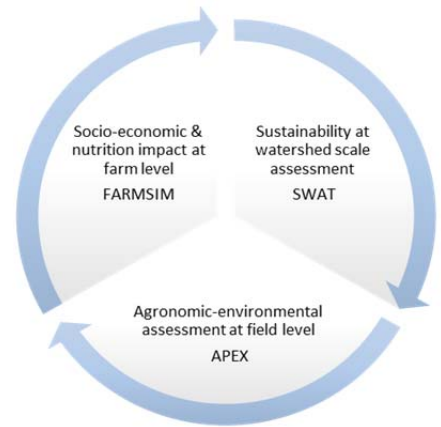 Socio-economic &
nutrition impact at
farm level
FARMSIM
Sustainability at
watershed scale
assessment
SWAT
Agronomic-environmental
assessment at field level
APEX